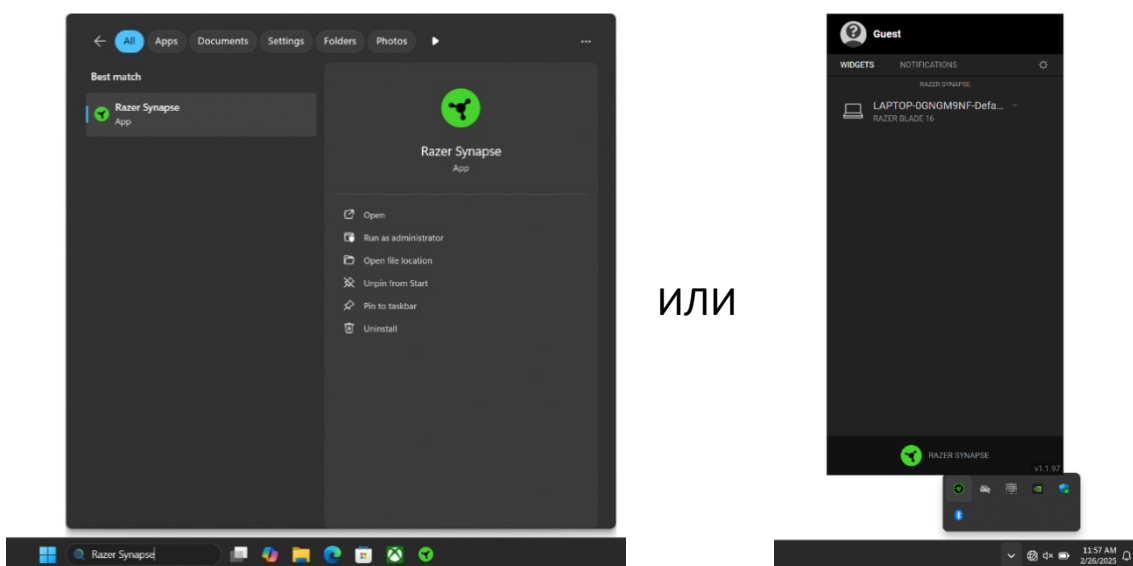 All Apps Documents Settings Folders Photos
Best match
Razer Synapse
App
Razer Synapse
App
Open
Run as administrator
Open file location
Unpin from Start
Pin to taskbar
Uninstall
Razer Synapse
или
Guest
WIDGETS NOTIFICATIONS
RAZER SYNAPSE
LAPTOP-0GNGM9NF-Defa...
RAZER BLADE 16
RAZER SYNAPSE
v1.1.97
11:57 AM
2/26/2025